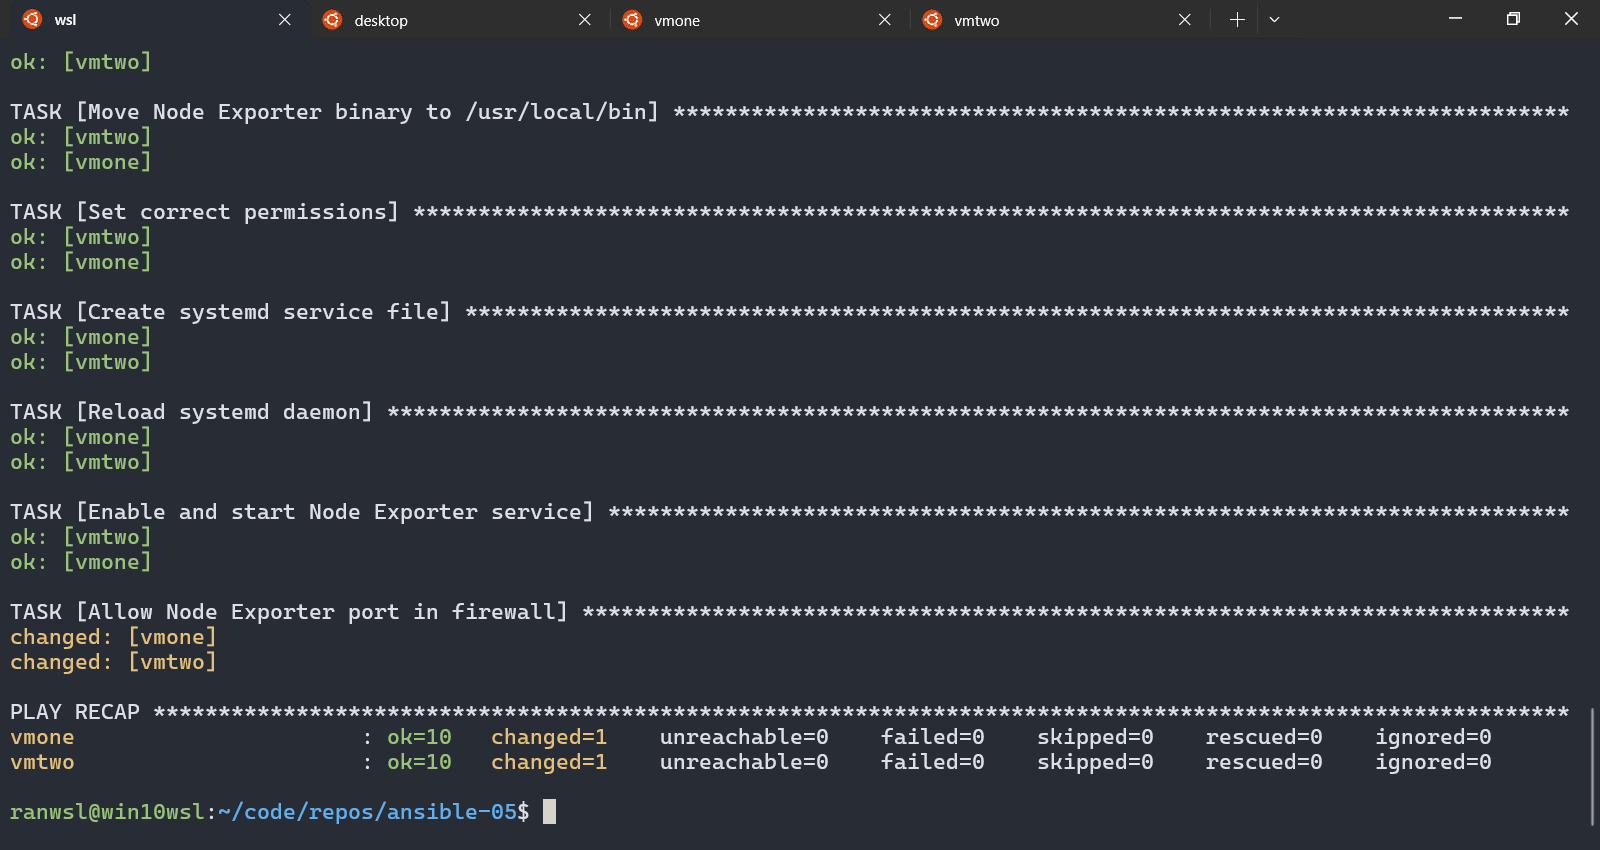 wsl desktop vmone vmtwo
ok: [vmtwo]
TASK [Move Node Exporter binary to /usr/local/bin] *********************************************************************
ok: [vmtwo]
ok: [vmone]
TASK [Set correct permissions] *****************************************************************************************
ok: [vmtwo]
ok: [vmone]
TASK [Create systemd service file] *************************************************************************************
ok: [vmone]
ok: [vmtwo]
TASK [Reload systemd daemon] *******************************************************************************************
ok: [vmone]
ok: [vmtwo]
TASK [Enable and start Node Exporter service] **************************************************************************
ok: [vmtwo]
ok: [vmone]
TASK [Allow Node Exporter port in firewall] ****************************************************************************
changed: [vmone]
changed: [vmtwo]
PLAY RECAP *************************************************************************************************************
vmone                      : ok=10   changed=1    unreachable=0    failed=0    skipped=0    rescued=0    ignored=0
vmtwo                      : ok=10   changed=1    unreachable=0    failed=0    skipped=0    rescued=0    ignored=0
ranwsl@win10wsl:~/code/repos/ansible-05$